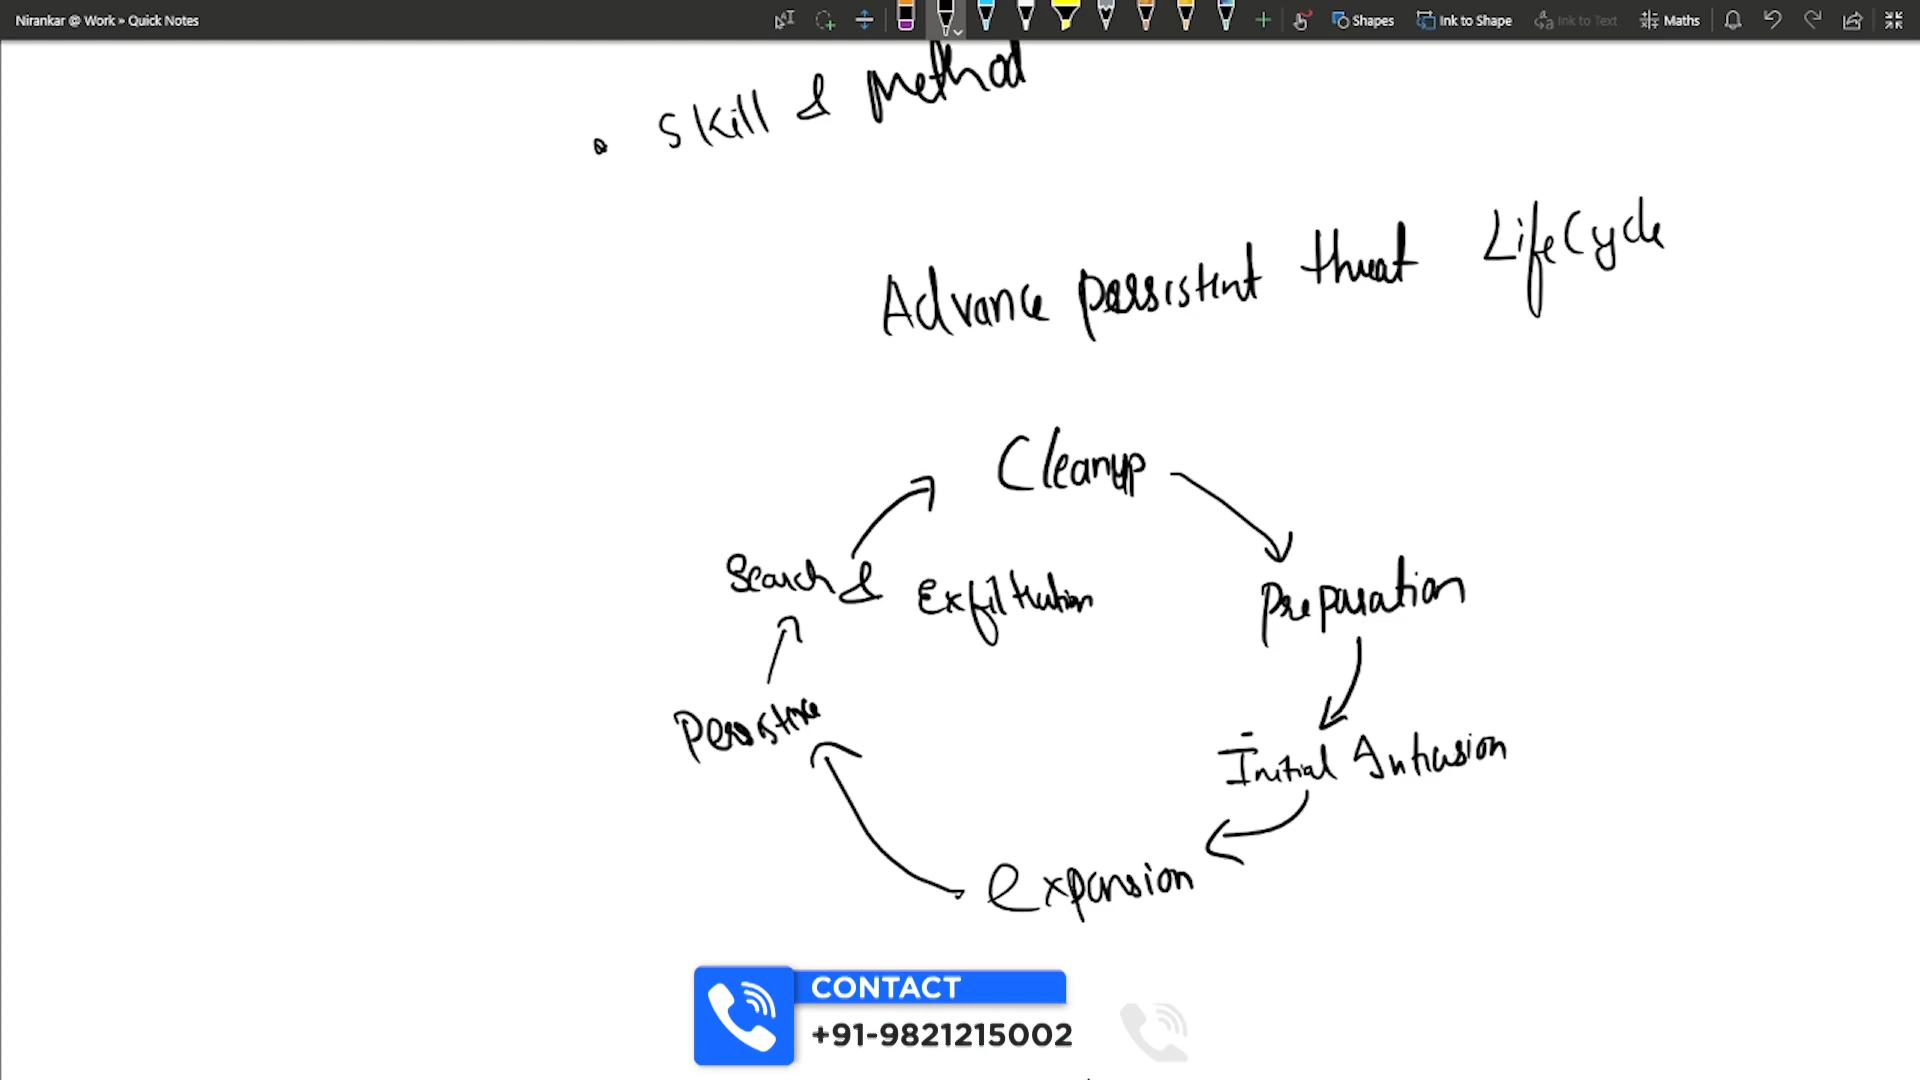 Nirankar @ Work » Quick Notes
Shapes
Ink to Shape
Ink to Text
Maths
Skill & Method
Advance persistent threat LifeCycle
Cleanup
Search & Exfiltration
Preparation
Persistence
Initial Intrusion
Expansion
CONTACT
+91-9821215002